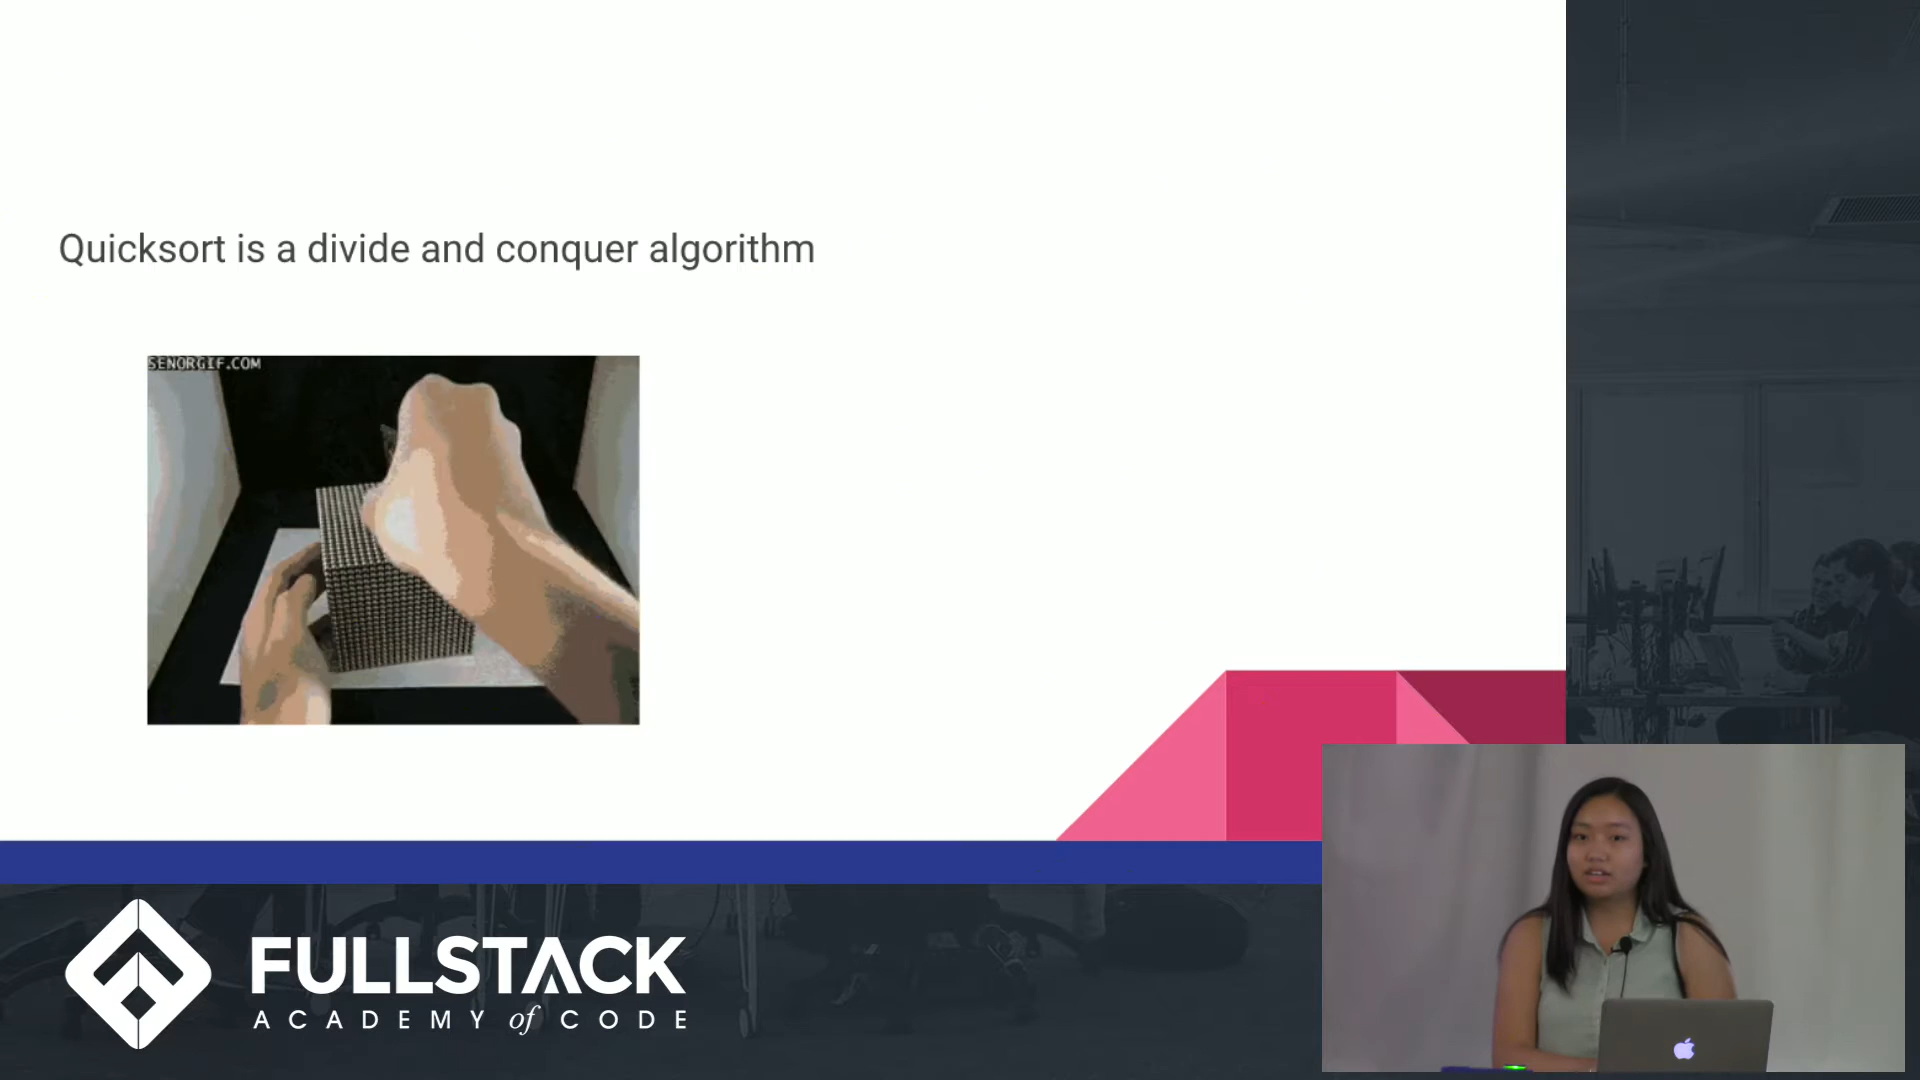 Quicksort is a divide and conquer algorithm
SENORGIF.COM
FULLSTACK
ACADEMY of CODE